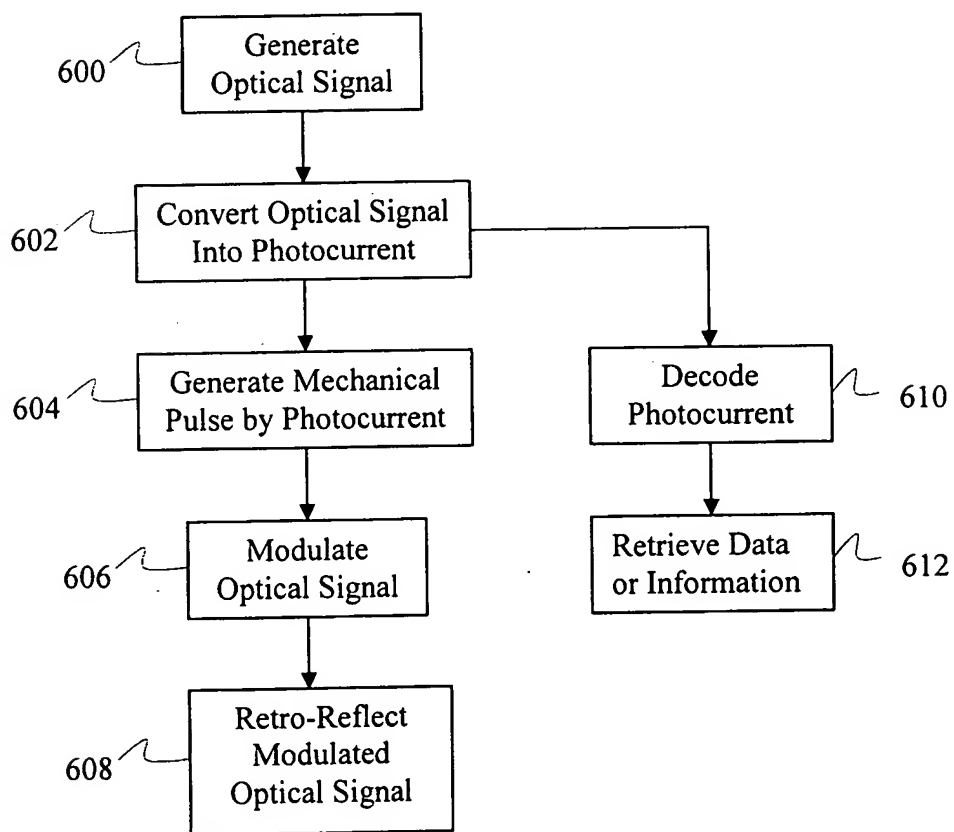 600
Generate
Optical Signal
602
Convert Optical Signal
Into Photocurrent
604
Generate Mechanical
Pulse by Photocurrent
Decode
Photocurrent
610
606
Modulate
Optical Signal
Retrieve Data
or Information
612
608
Retro-Reflect
Modulated
Optical Signal